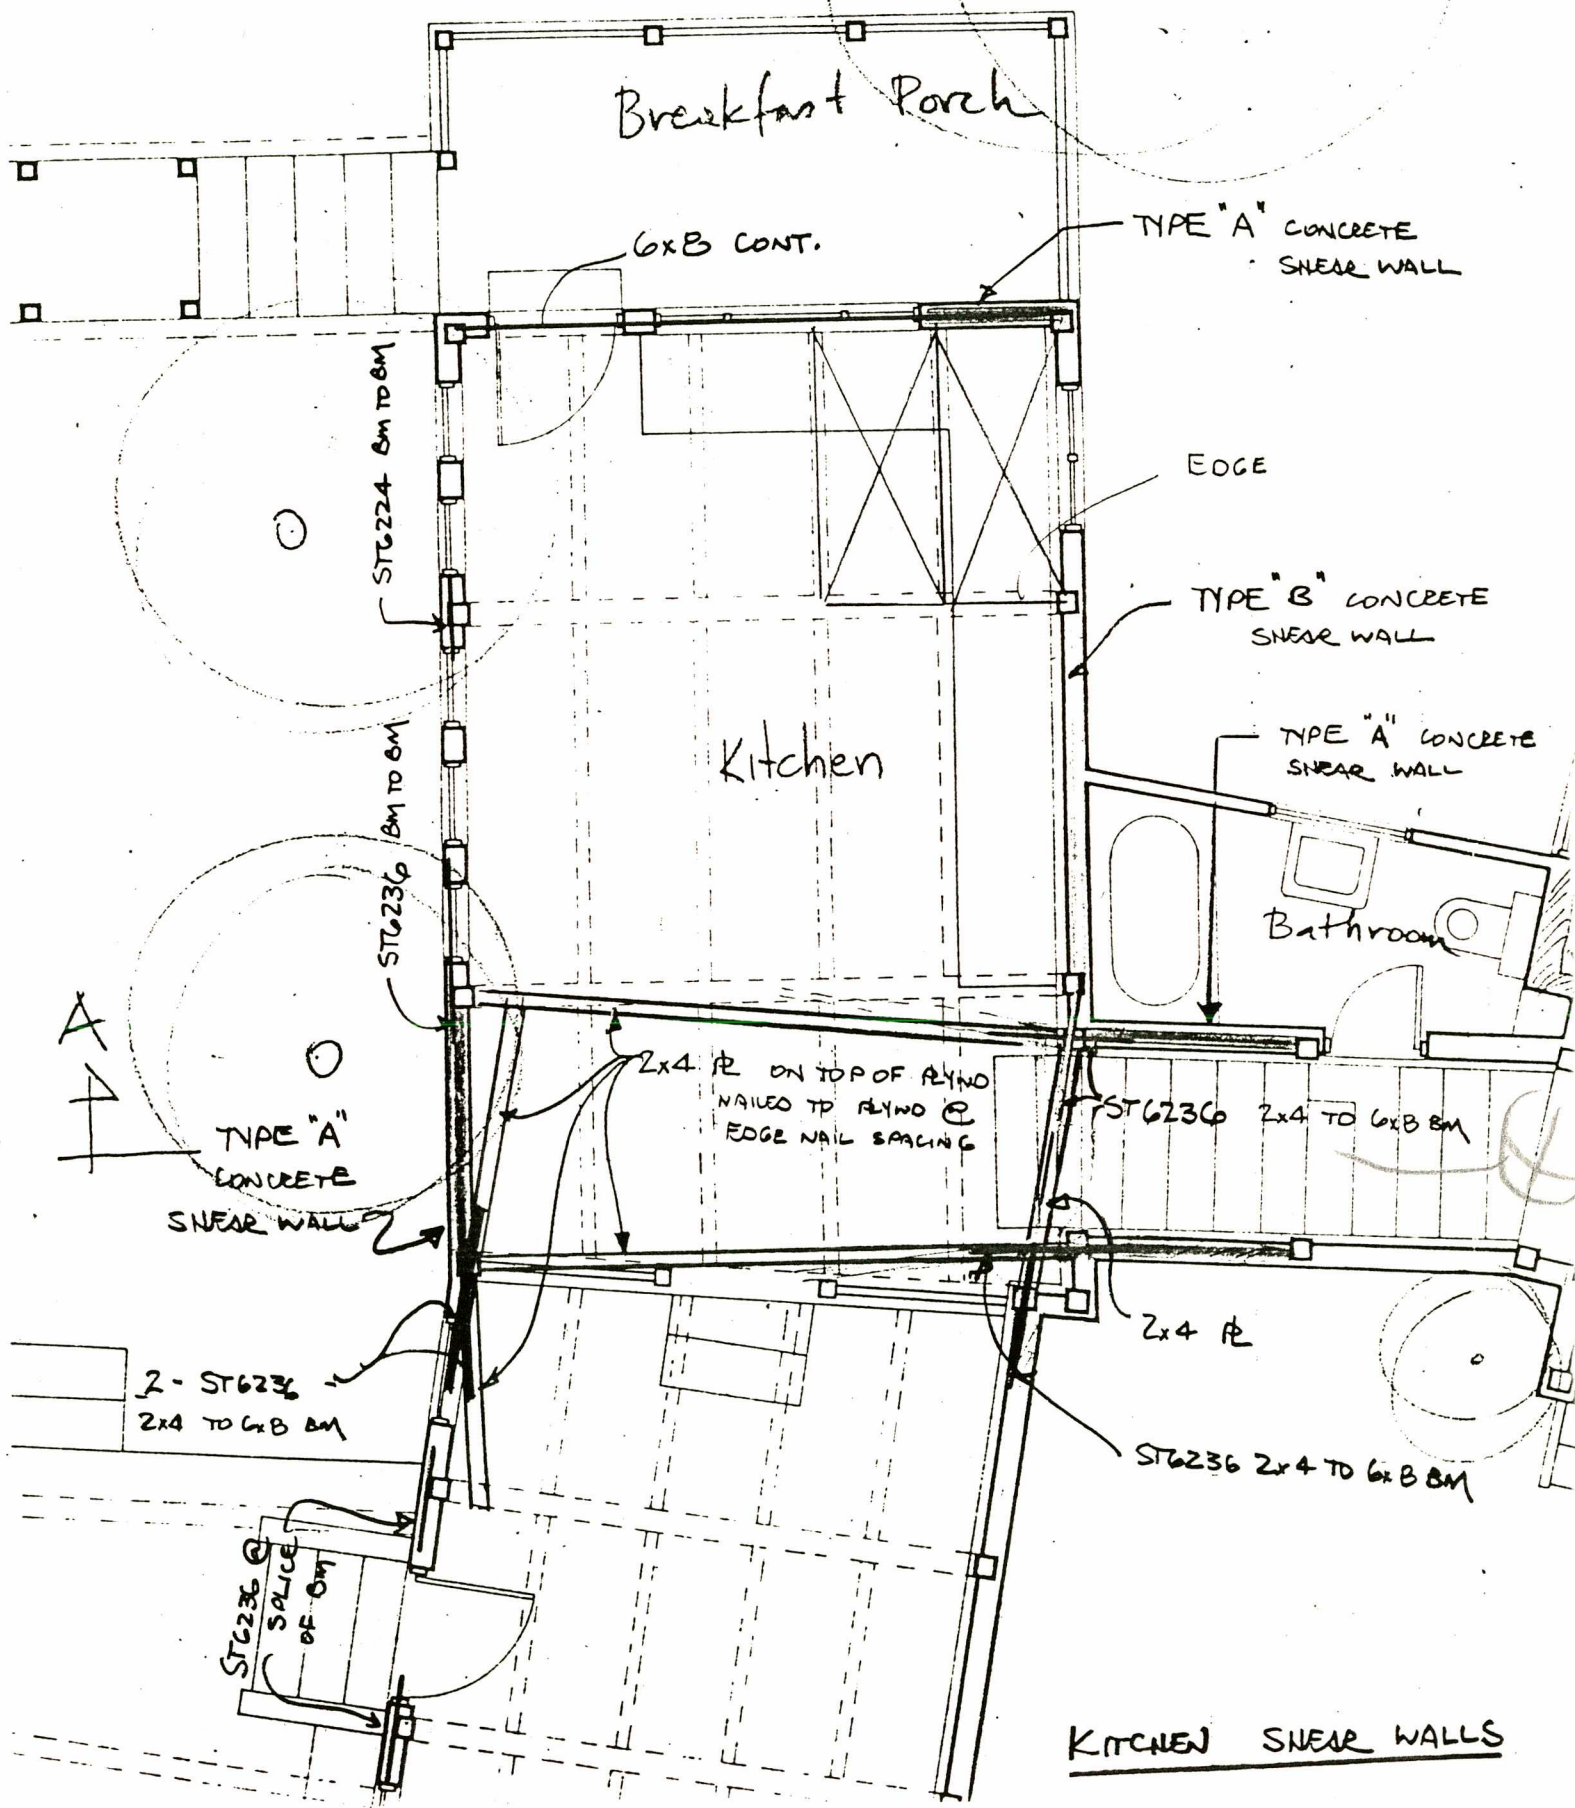 Breakfast Porch
6x8 CONT.
TYPE "A" CONCRETE
SHEAR WALL
ST6224 BM TO BM
EDGE
TYPE "B" CONCRETE
SHEAR WALL
Kitchen
TYPE "A" CONCRETE
SHEAR WALL
ST6236 BM TO BM
Bathroom
A
2x4 PL ON TOP OF PLYWD
NAILED TO PLYWD @
EDGE NAIL SPACING
ST6236 2x4 TO 6x8 BM
TYPE "A"
CONCRETE
SHEAR WALL
2x4 PL
2 - ST6236
2x4 TO 6x8 BM
ST6236 2x4 TO 6x8 BM
ST6236 @
SPLICE
OF BM
KITCHEN SHEAR WALLS